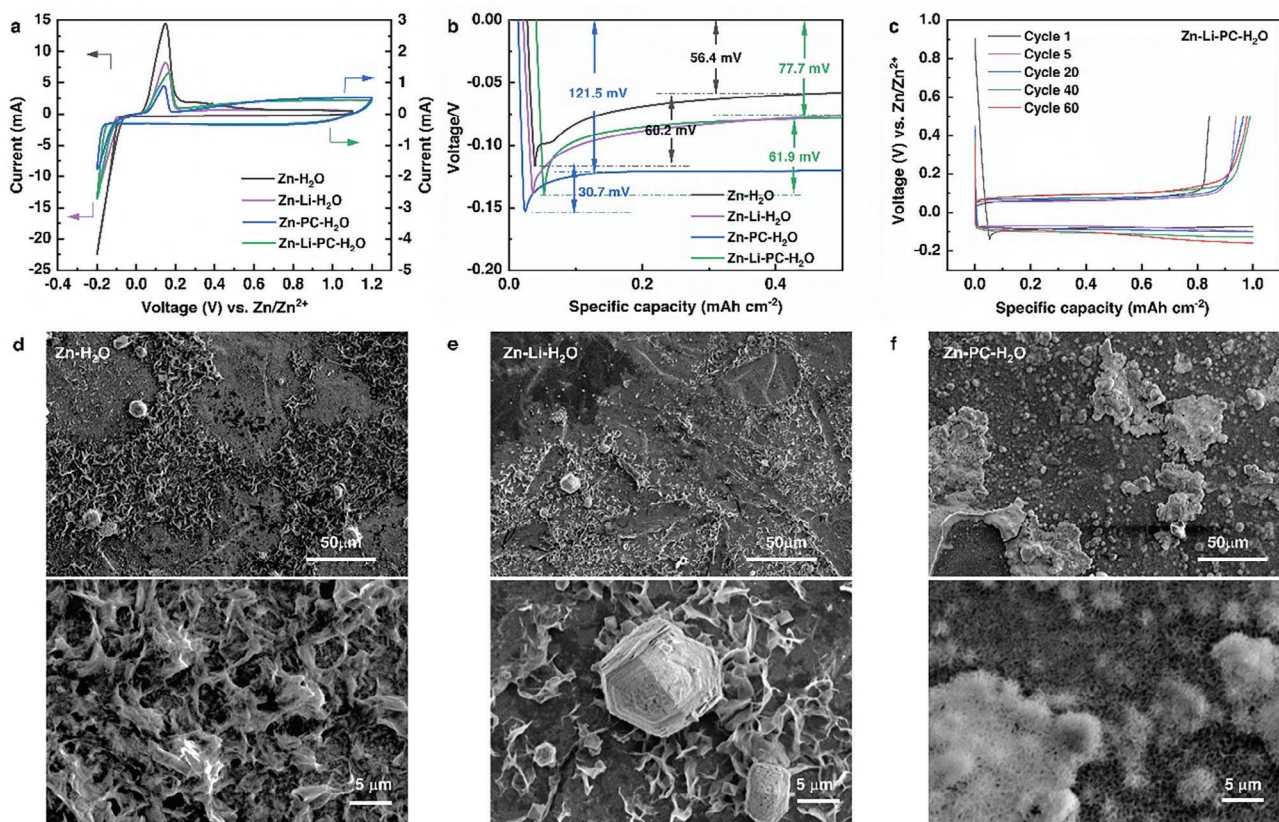 a
15
10
5
0
-5
-10
-15
-20
-25
Current (mA)
3
2
1
0
-1
-2
-3
-4
-5
Current (mA)
Zn-H₂O
Zn-Li-H₂O
Zn-PC-H₂O
Zn-Li-PC-H₂O
-0.4 -0.2 0.0 0.2 0.4 0.6 0.8 1.0 1.2
Voltage (V) vs. Zn/Zn²⁺
b
0.00
-0.05
-0.10
-0.15
-0.20
Voltage/V
56.4 mV
77.7 mV
121.5 mV
60.2 mV
61.9 mV
30.7 mV
Zn-H₂O
Zn-Li-H₂O
Zn-PC-H₂O
Zn-Li-PC-H₂O
0.0 0.1 0.2 0.3 0.4 0.5
Specific capacity (mAh cm⁻²)
c
1.0
0.8
0.6
0.4
0.2
0.0
-0.2
Voltage (V) vs. Zn/Zn²⁺
Cycle 1
Cycle 5
Cycle 20
Cycle 40
Cycle 60
Zn-Li-PC-H₂O
0.0 0.2 0.4 0.6 0.8 1.0
Specific capacity (mAh cm⁻²)
d
Zn-H₂O
50μm
5 μm
e
Zn-Li-H₂O
50μm
5 μm
f
Zn-PC-H₂O
50μm
5 μm